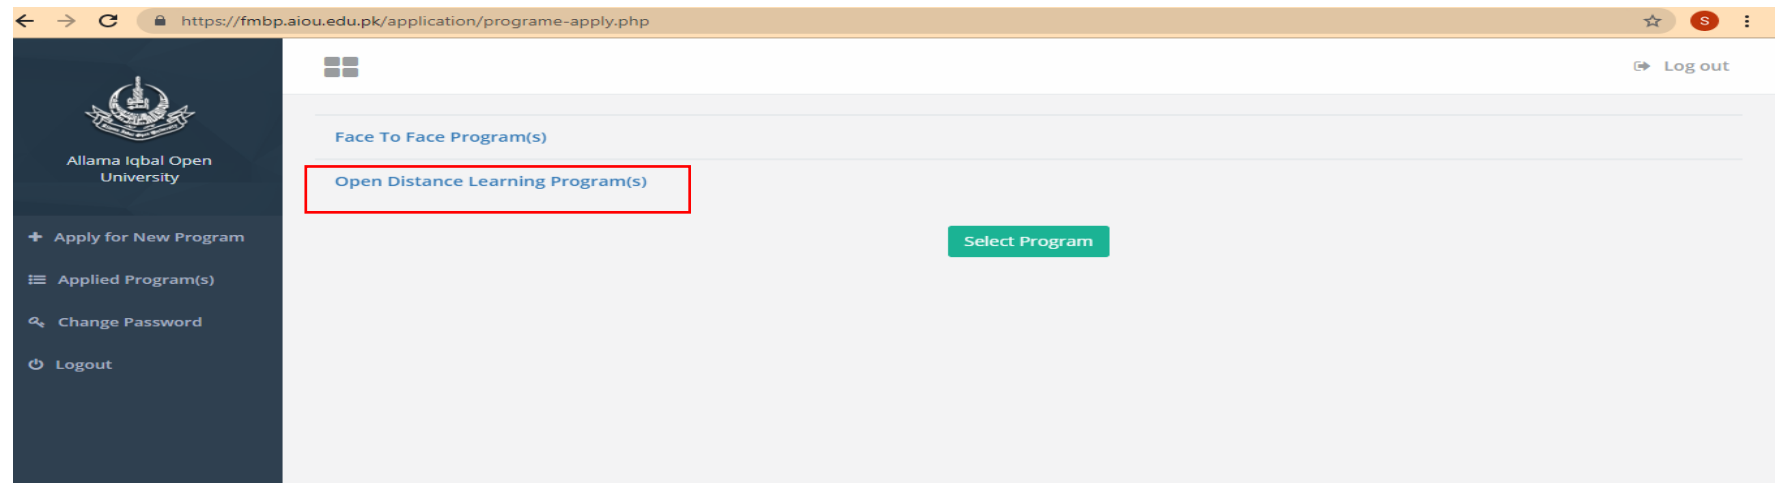 https://fmbp.aiou.edu.pk/application/programe-apply.php
S
Log out
Allama Iqbal Open
University
Face To Face Program(s)
Open Distance Learning Program(s)
Select Program
Apply for New Program
Applied Program(s)
Change Password
Logout